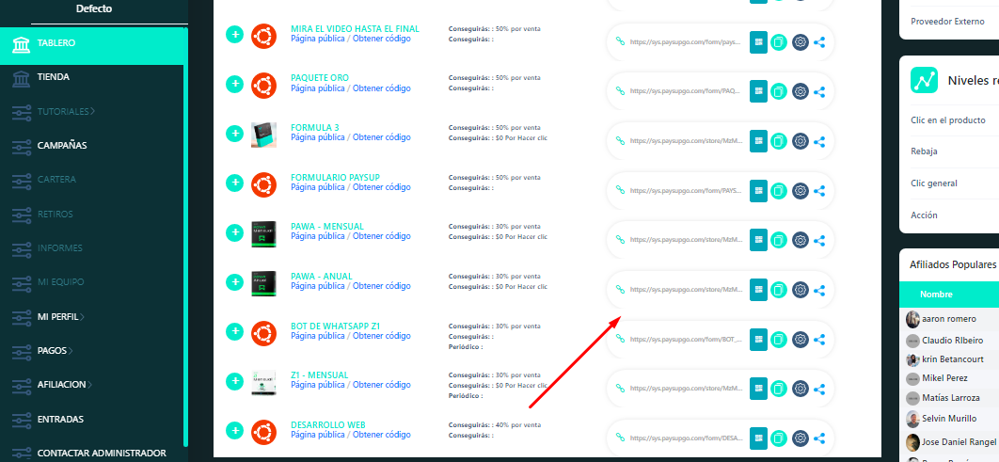 Defecto
TABLERO
TIENDA
TUTORIALES
CAMPAÑAS
CARTERA
RETIROS
INFORMES
MI EQUIPO
MI PERFIL
PAGOS
AFILIACION
ENTRADAS
CONTACTAR ADMINISTRADOR
MIRA EL VIDEO HASTA EL FINAL
Página pública / Obtener código
Conseguirás: : 50% por venta
Conseguirás: :
https://sys.paysupgo.com/form/pays...
PAQUETE ORO
Página pública / Obtener código
Conseguirás: : 50% por venta
Conseguirás: :
https://sys.paysupgo.com/form/PAQ...
FORMULA 3
Página pública / Obtener código
Conseguirás: : 50% por venta
Conseguirás: : $0 Por Hacer clic
https://sys.paysupgo.com/store/MzM...
FORMULARIO PAYSUP
Página pública / Obtener código
Conseguirás: : 50% por venta
Conseguirás: :
https://sys.paysupgo.com/form/PAYS...
PAWA - MENSUAL
Página pública / Obtener código
Conseguirás: : 30% por venta
Conseguirás: : $0 Por Hacer clic
https://sys.paysupgo.com/store/MzM...
PAWA - ANUAL
Página pública / Obtener código
Conseguirás: : 30% por venta
Conseguirás: : $0 Por Hacer clic
https://sys.paysupgo.com/store/MzM...
BOT DE WHATSAPP Z1
Página pública / Obtener código
Conseguirás: : 30% por venta
Conseguirás: :
Periódico :
https://sys.paysupgo.com/form/BOT_...
Z1 - MENSUAL
Página pública / Obtener código
Conseguirás: : 30% por venta
Conseguirás: : $0 Por Hacer clic
Periódico :
https://sys.paysupgo.com/store/MzM...
DESARROLLO WEB
Página pública / Obtener código
Conseguirás: : 40% por venta
Conseguirás: :
https://sys.paysupgo.com/form/DESA...
Proveedor Externo
Niveles re
Clic en el producto
Rebaja
Clic general
Acción
Afiliados Populares
Nombre
aaron romero
Claudio RIbeiro
krin Betancourt
Mikel Perez
Matías Larroza
Selvin Murillo
Jose Daniel Rangel